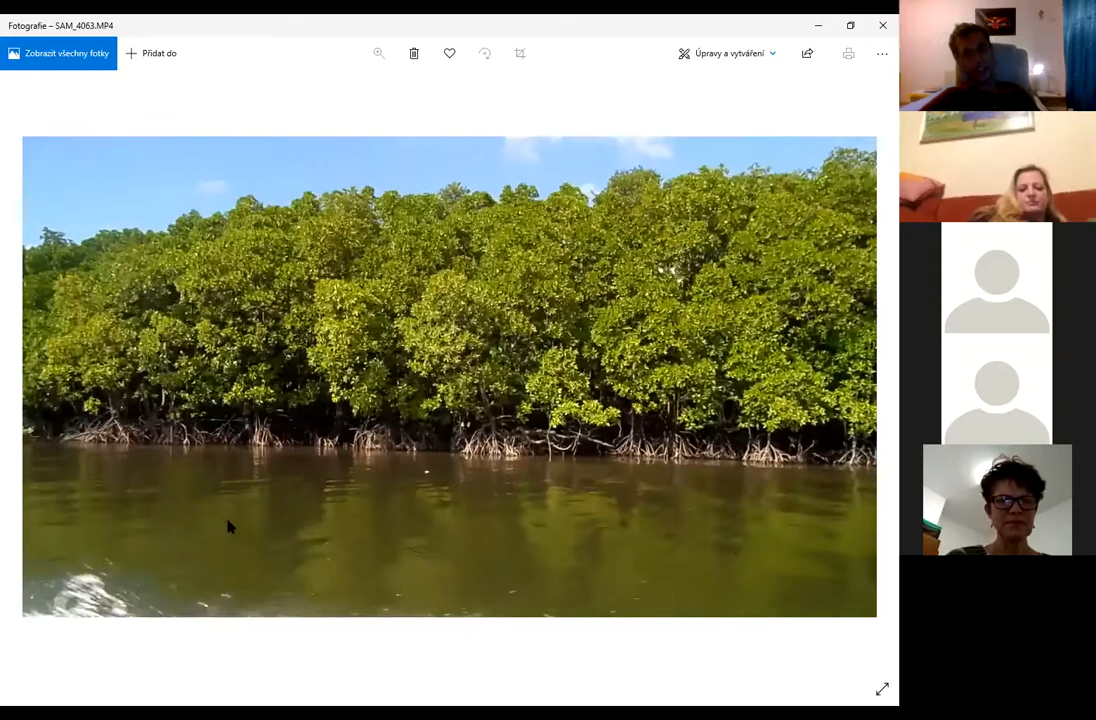 Fotografie – SAM_4063.MP4
Zobrazit všechny fotky
Přidat do
Úpravy a vytváření